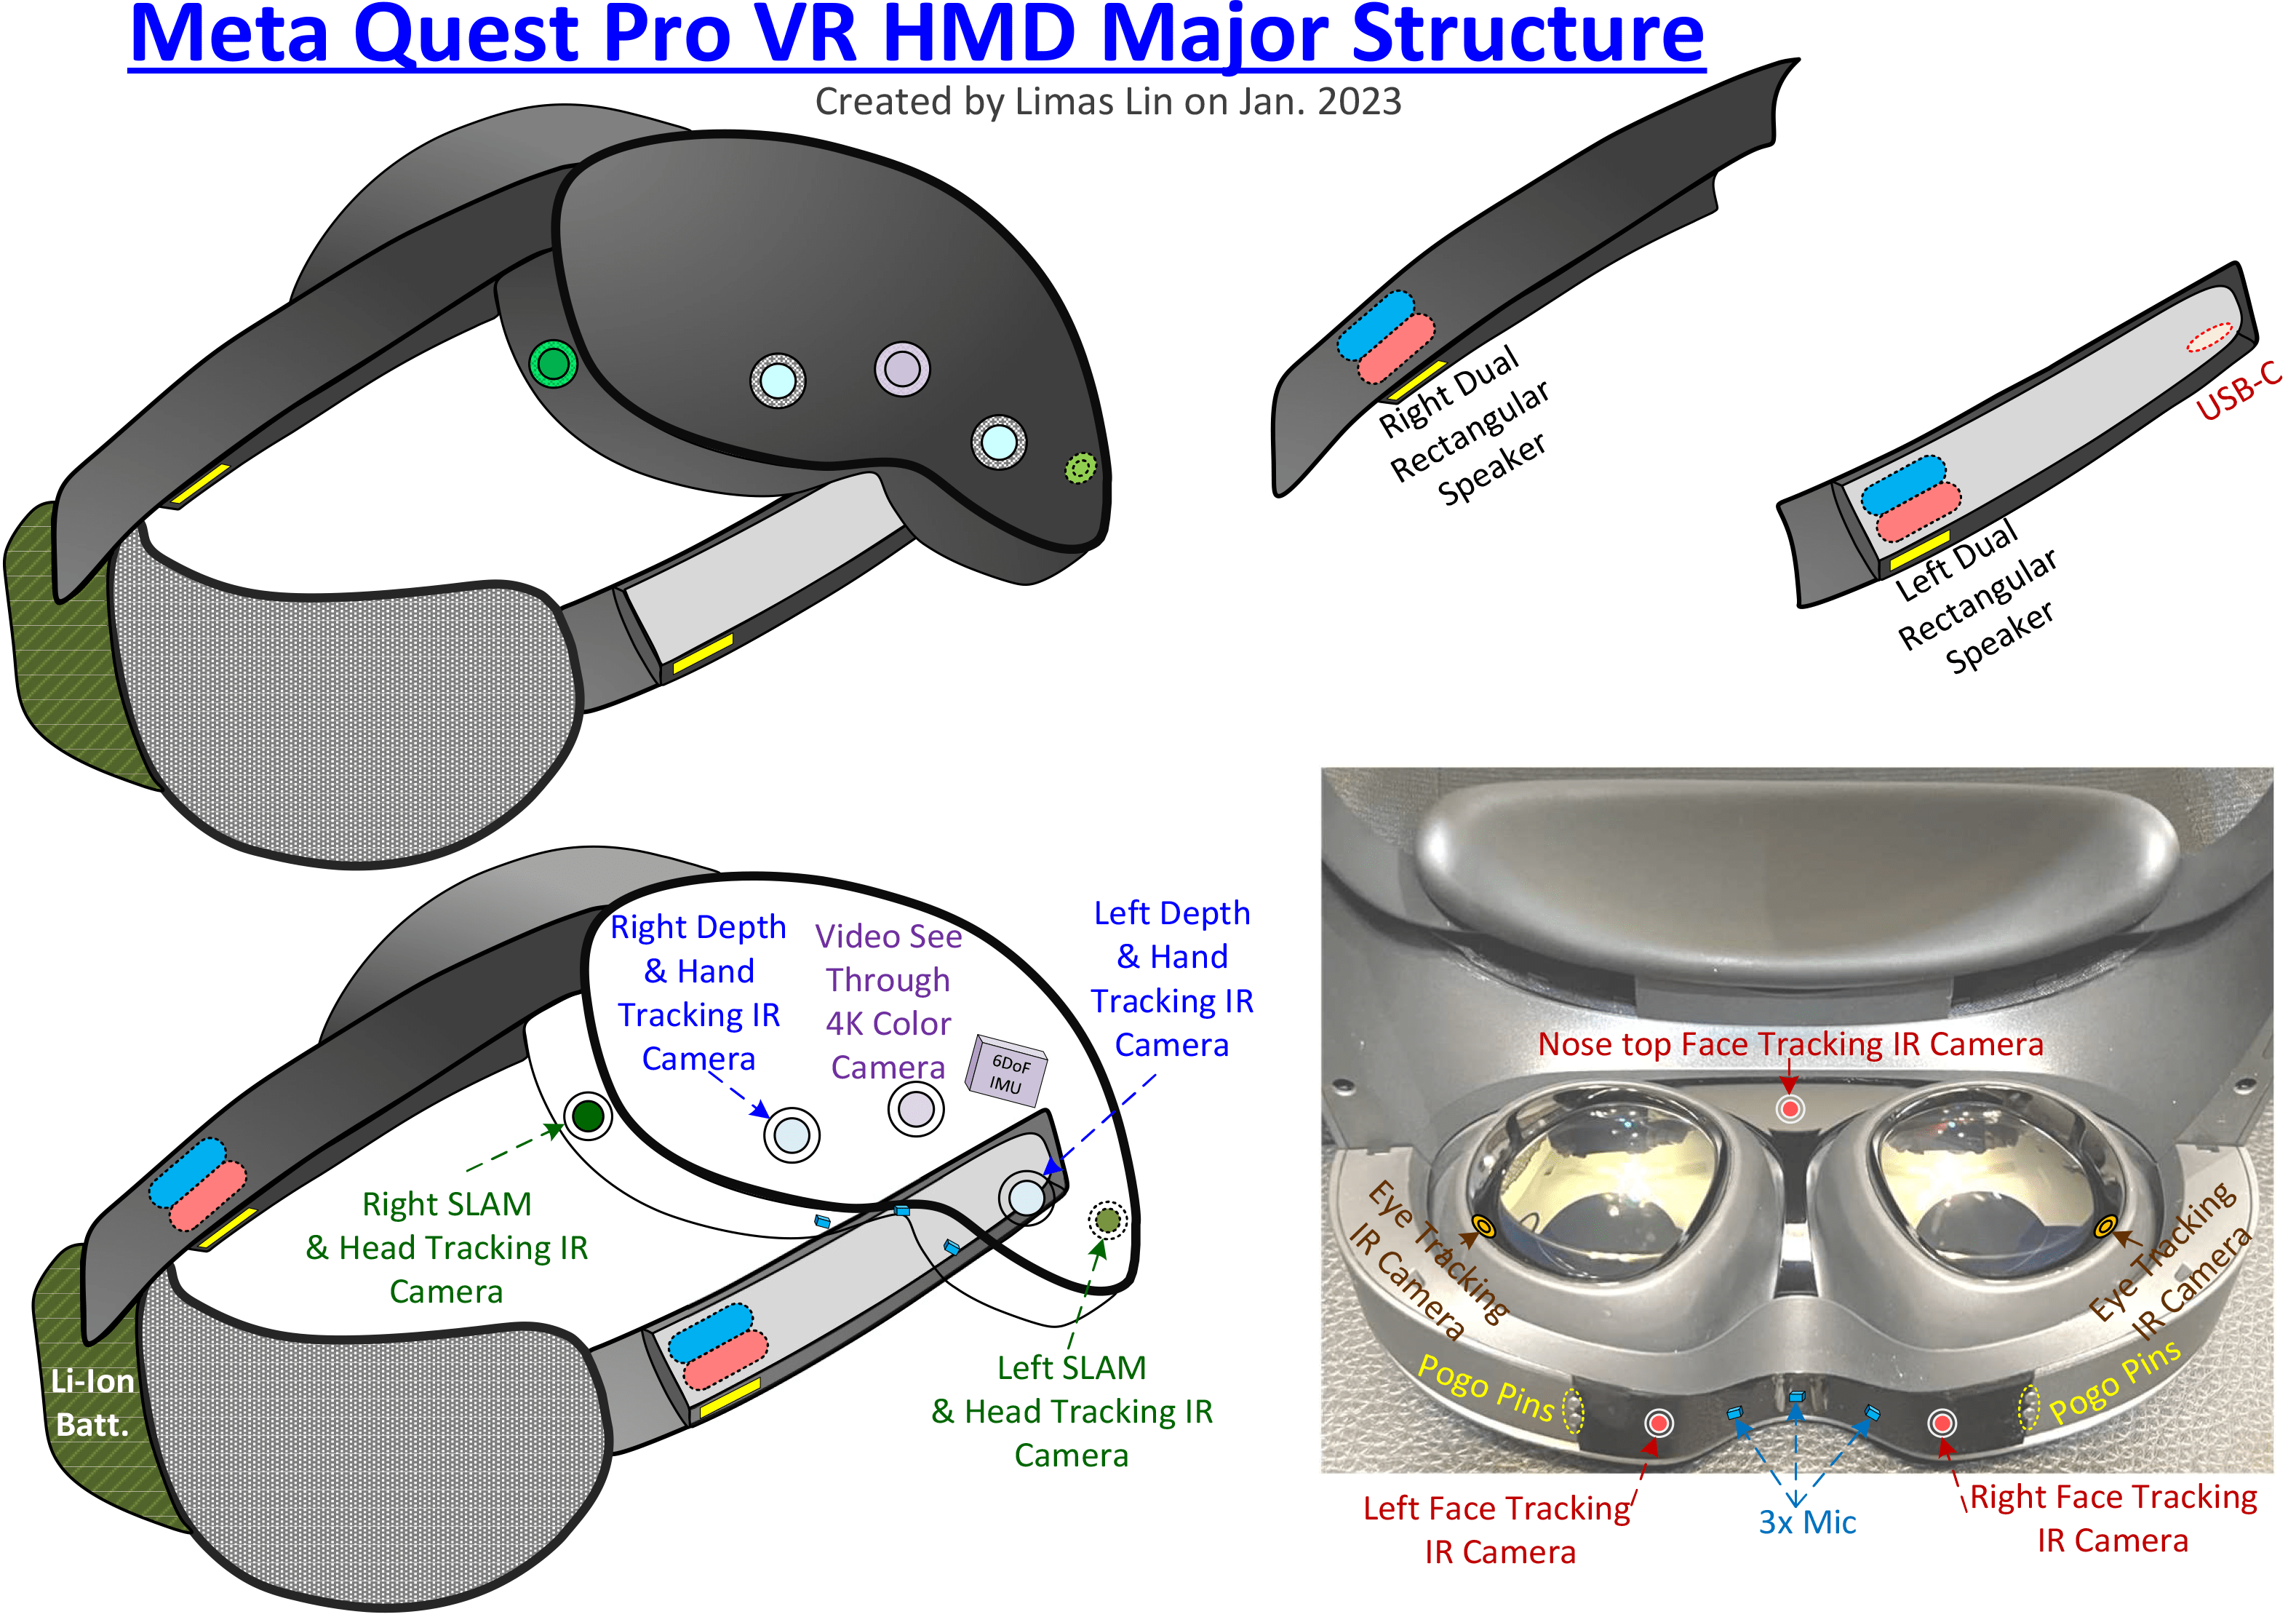 Meta Quest Pro VR HMD Major Structure
Created by Limas Lin on Jan. 2023
Right Dual
Rectangular
Speaker
USB-C
Left Dual
Rectangular
Speaker
Right Depth
& Hand
Tracking IR
Camera
Video See
Through
4K Color
Camera
Left Depth
& Hand
Tracking IR
Camera
6DoF
IMU
Right SLAM
& Head Tracking IR
Camera
Left SLAM
& Head Tracking IR
Camera
Li-Ion
Batt.
Nose top Face Tracking IR Camera
Eye Tracking
IR Camera
Eye Tracking
IR Camera
Pogo Pins
Pogo Pins
Left Face Tracking
IR Camera
3x Mic
Right Face Tracking
IR Camera